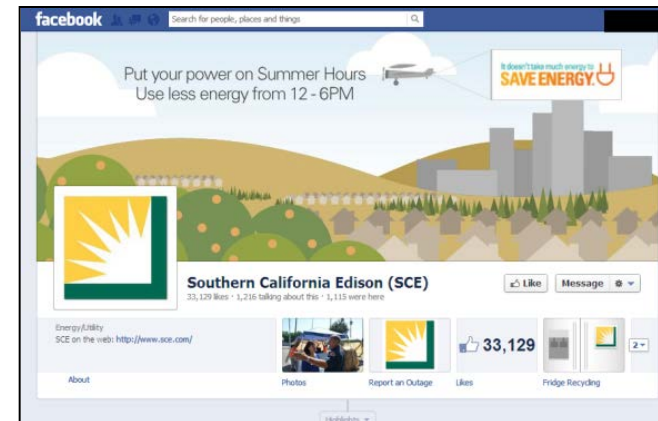 facebook
Search for people, places and things
Put your power on Summer Hours
Use less energy from 12 - 6PM
It doesn't take much energy to
SAVE ENERGY.
Southern California Edison (SCE)
33,129 likes · 1,216 talking about this · 1,115 were here
Like
Message
Energy/Utility
SCE on the web: http://www.sce.com/
33,129
2
About
Photos
Report an Outage
Likes
Fridge Recycling
Highlights